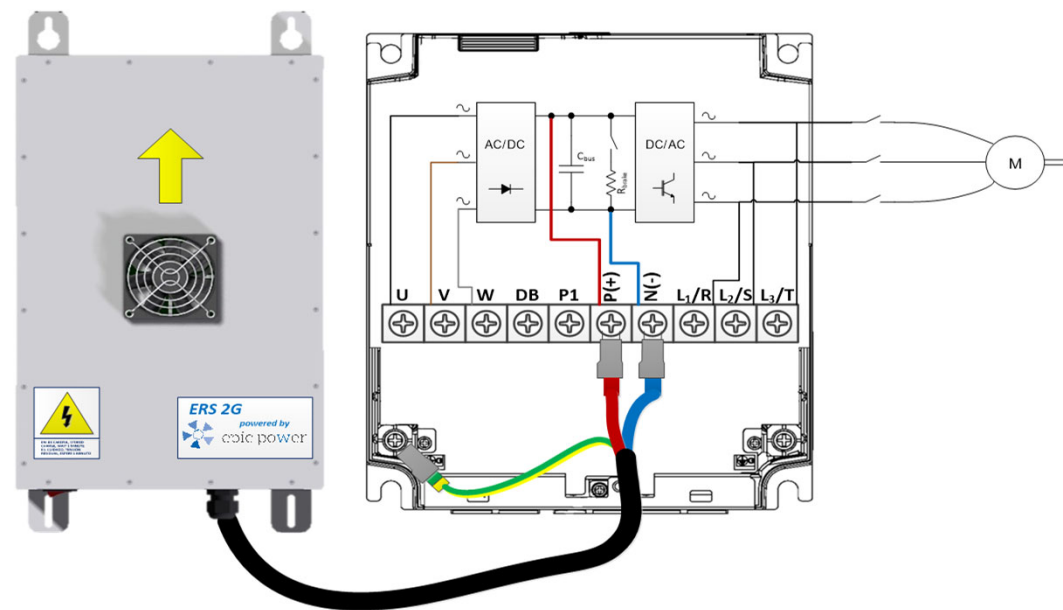 ERS 2G
powered by
epic power
AC/DC
Cbus
Rbrake
DC/AC
M
U V W DB P1 P(+) N(-) L₁/R L₂/S L₃/T